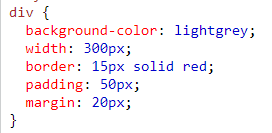 div {
  background-color: lightgrey;
  width: 300px;
  border: 15px solid red;
  padding: 50px;
  margin: 20px;
}